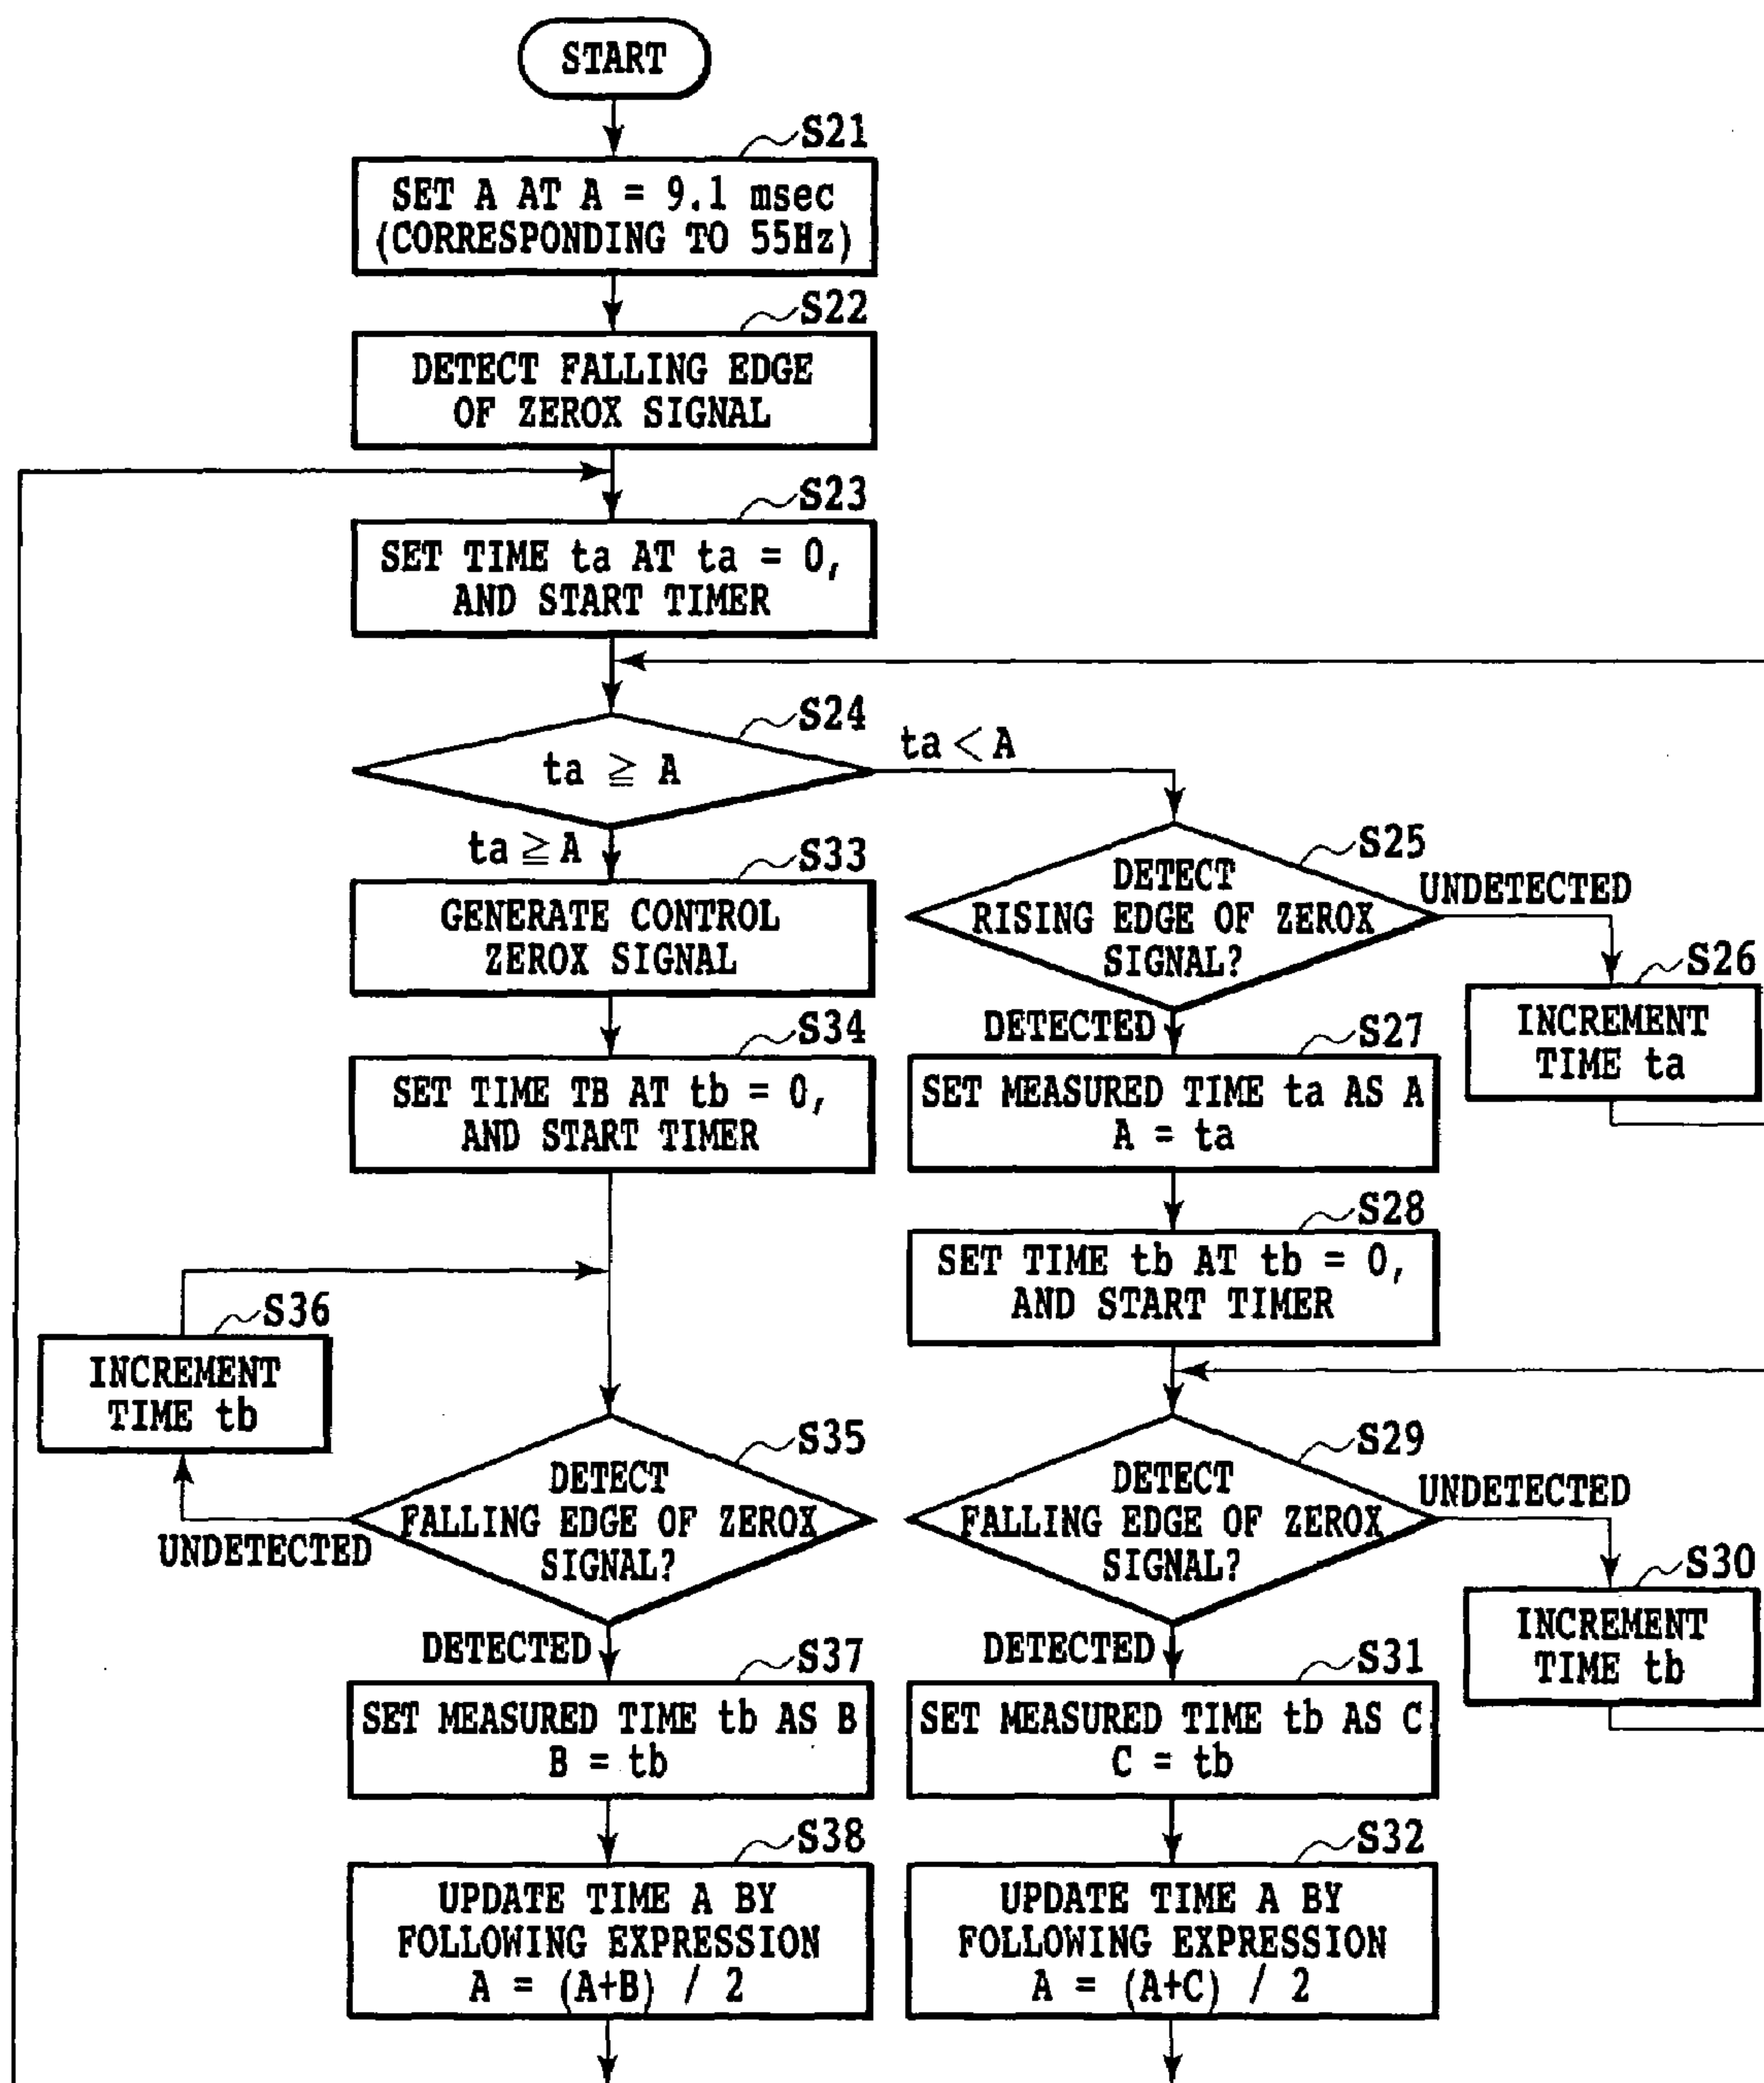 START
S21
SET A AT A = 9.1 msec
(CORRESPONDING TO 55Hz)
S22
DETECT FALLING EDGE
OF ZEROX SIGNAL
S23
SET TIME ta AT ta = 0,
AND START TIMER
S24
ta ≧ A
ta < A
ta ≧ A
S33
GENERATE CONTROL
ZEROX SIGNAL
S25
DETECT
RISING EDGE OF ZEROX
SIGNAL?
UNDETECTED
S26
INCREMENT
TIME ta
DETECTED
S27
SET MEASURED TIME ta AS A
A = ta
S34
SET TIME TB AT tb = 0,
AND START TIMER
S28
SET TIME tb AT tb = 0,
AND START TIMER
S36
INCREMENT
TIME tb
S35
DETECT
FALLING EDGE OF ZEROX
SIGNAL?
UNDETECTED
S29
DETECT
FALLING EDGE OF ZEROX
SIGNAL?
UNDETECTED
S30
INCREMENT
TIME tb
DETECTED
S37
SET MEASURED TIME tb AS B
B = tb
DETECTED
S31
SET MEASURED TIME tb AS C
C = tb
S38
UPDATE TIME A BY
FOLLOWING EXPRESSION
A = (A+B) / 2
S32
UPDATE TIME A BY
FOLLOWING EXPRESSION
A = (A+C) / 2